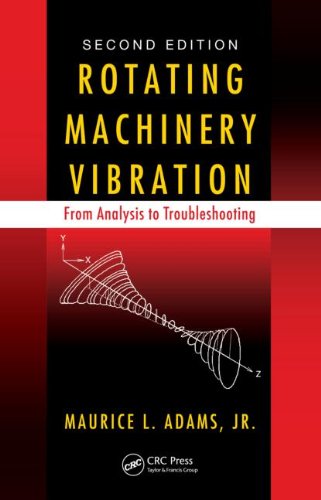 SECOND EDITION
ROTATING
MACHINERY
VIBRATION
From Analysis to Troubleshooting
Y
X
Z
MAURICE L. ADAMS, JR.
CRC
CRC Press
Taylor & Francis Group